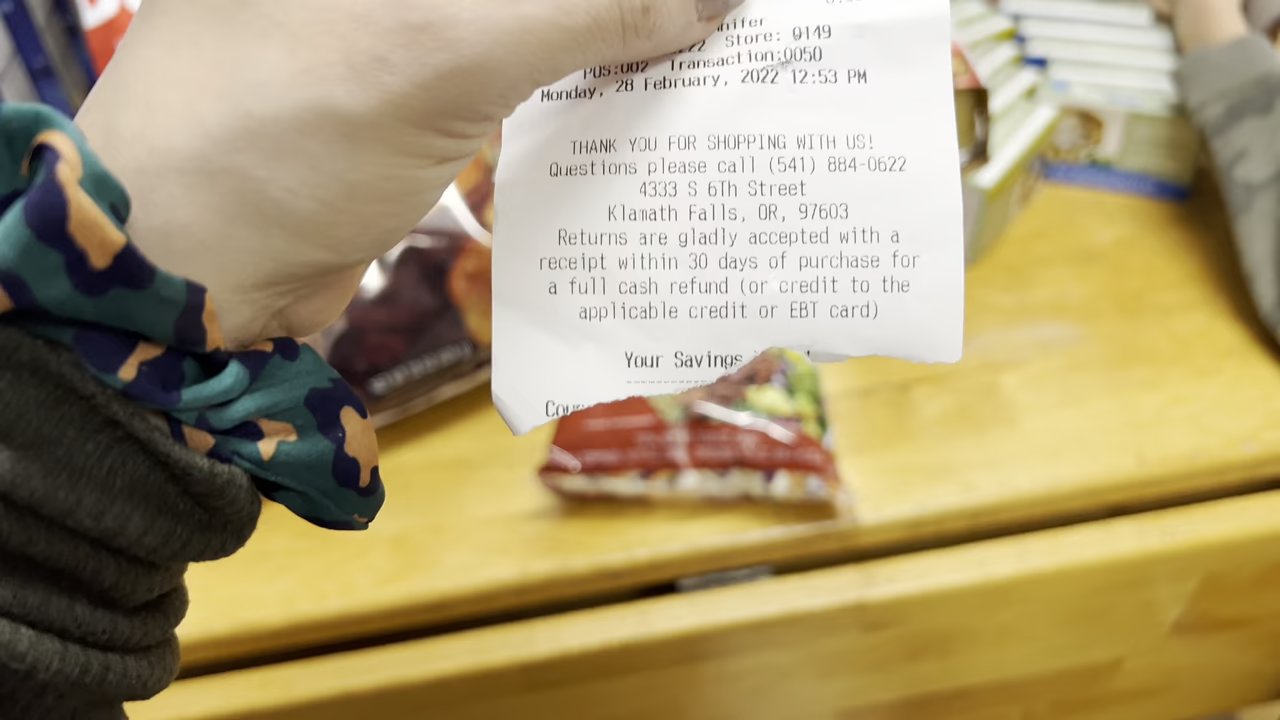 nifer
Store: 0149
POS:002 Transaction:0050
Monday, 28 February, 2022 12:53 PM
THANK YOU FOR SHOPPING WITH US!
Questions please call (541) 884-0622
4333 S 6Th Street
Klamath Falls, OR, 97603
Returns are gladly accepted with a
receipt within 30 days of purchase for
a full cash refund (or credit to the
applicable credit or EBT card)
Your Savings